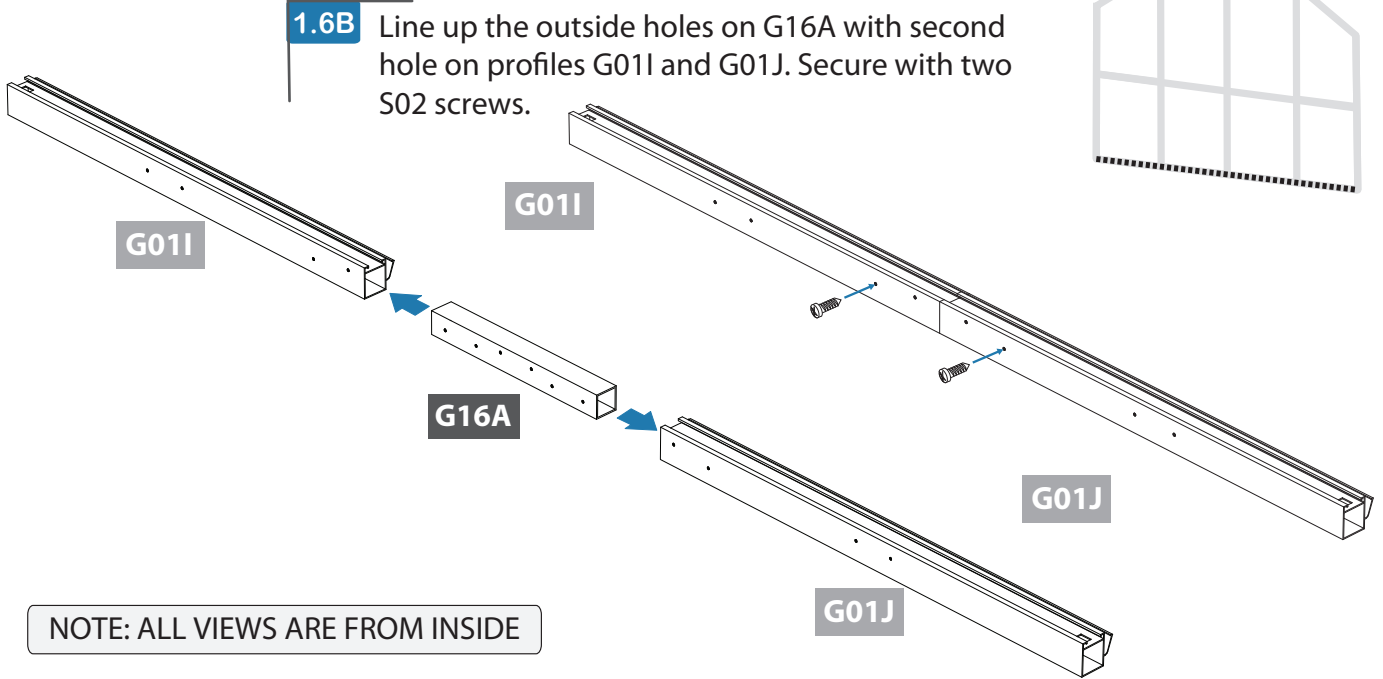 1.6B Line up the outside holes on G16A with second
hole on profiles G01I and G01J. Secure with two
S02 screws.
G01I
G01I
G16A
G01J
G01J
NOTE: ALL VIEWS ARE FROM INSIDE